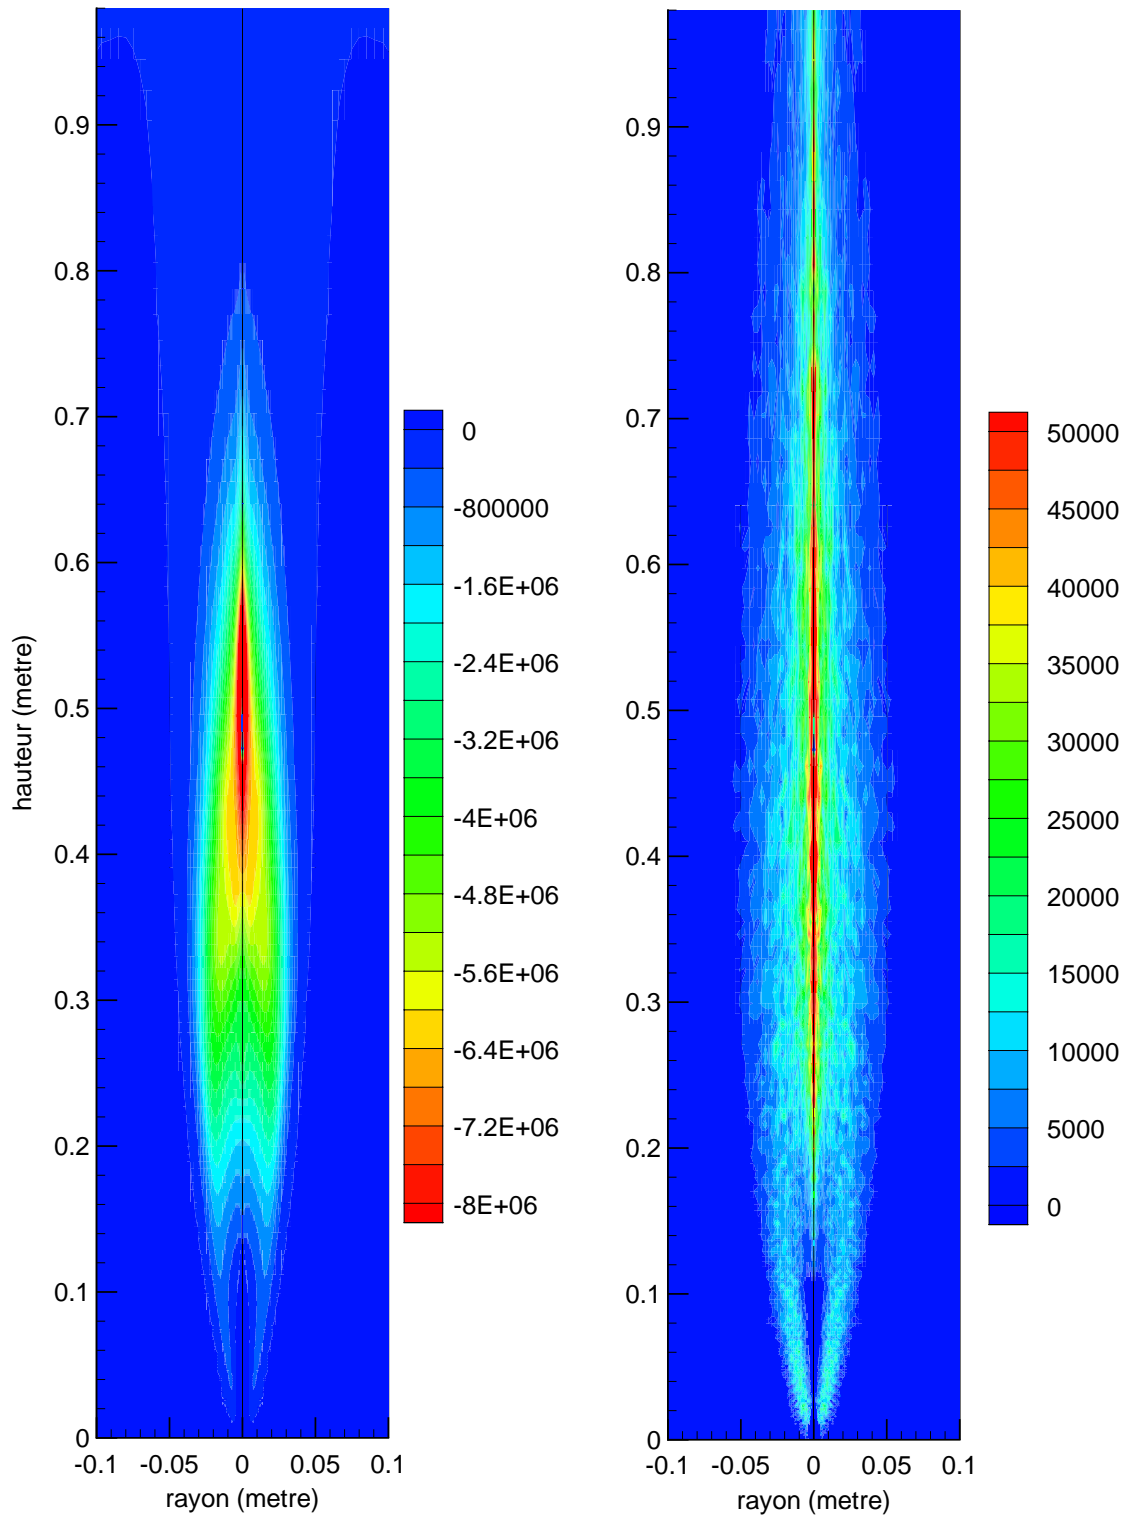 0.9
0.8
0.7
0.6
0.5
0.4
0.3
0.2
0.1
0
hauteur (metre)
-0.1 -0.05 0 0.05 0.1
rayon (metre)
0
-800000
-1.6E+06
-2.4E+06
-3.2E+06
-4E+06
-4.8E+06
-5.6E+06
-6.4E+06
-7.2E+06
-8E+06
0.9
0.8
0.7
0.6
0.5
0.4
0.3
0.2
0.1
0
-0.1 -0.05 0 0.05 0.1
rayon (metre)
50000
45000
40000
35000
30000
25000
20000
15000
10000
5000
0